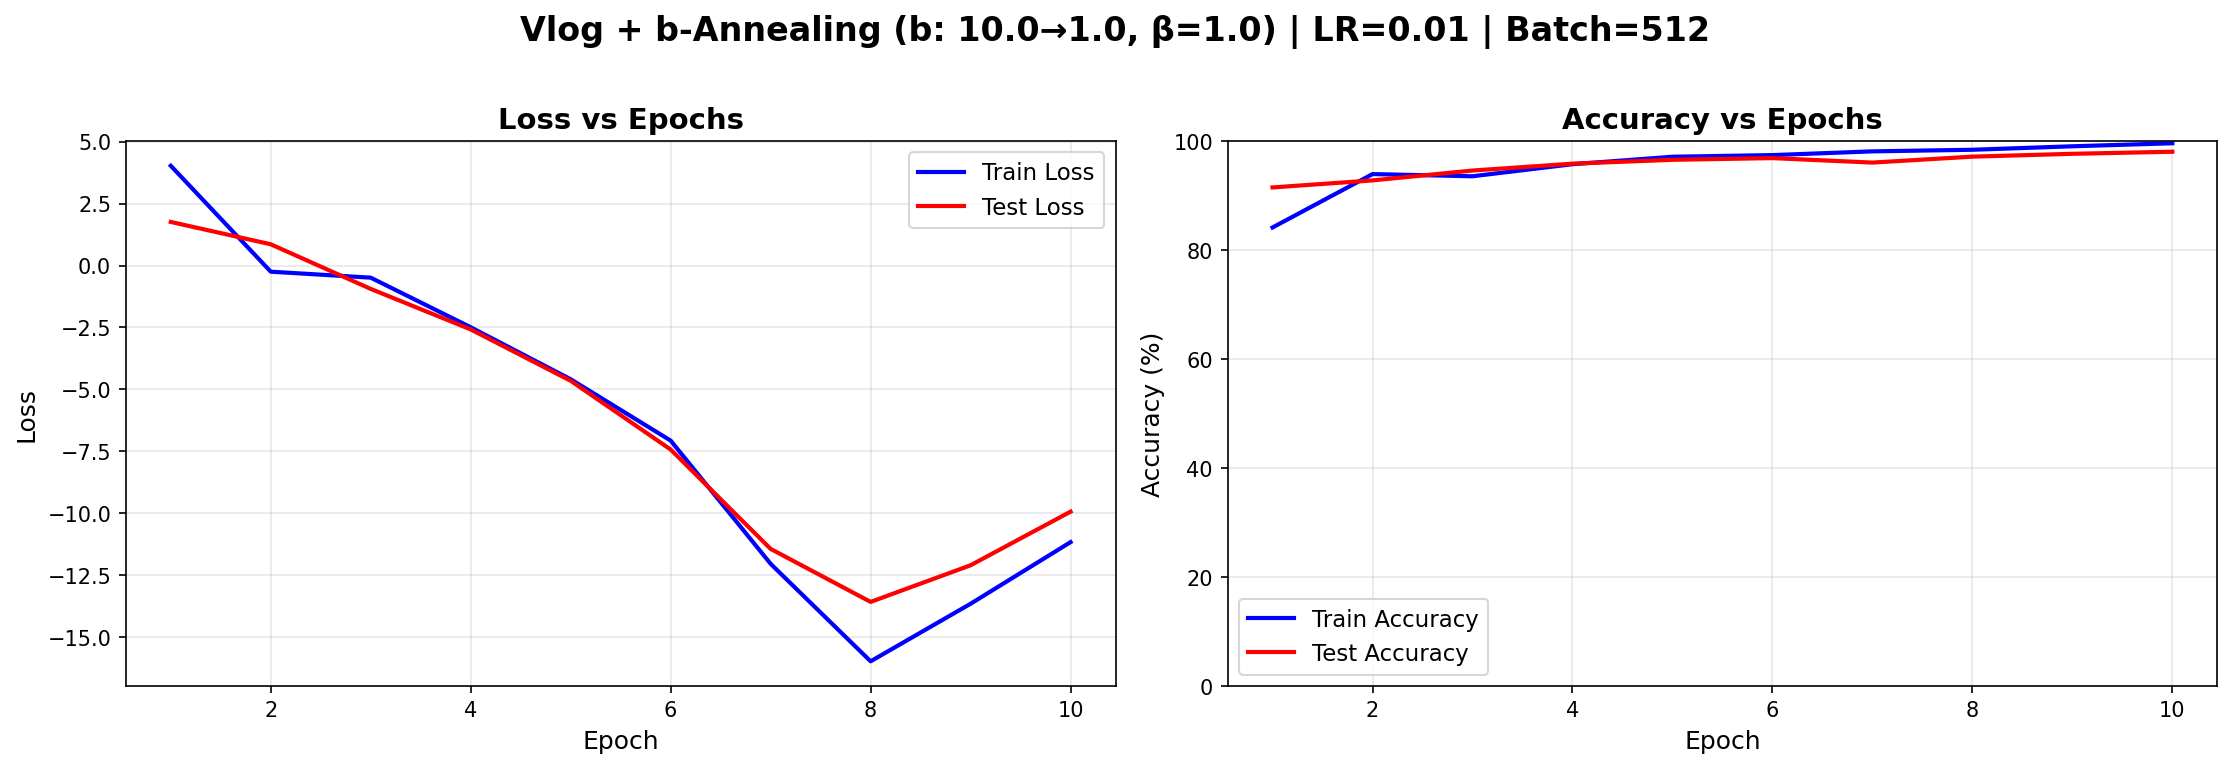 Vlog + b-Annealing (b: 10.0→1.0, β=1.0) | LR=0.01 | Batch=512
Loss vs Epochs
5.0
2.5
0.0
−2.5
−5.0
−7.5
−10.0
−12.5
−15.0
Loss
Train Loss
Test Loss
2
4
6
8
10
Epoch
Accuracy vs Epochs
100
80
60
40
20
0
Accuracy (%)
Train Accuracy
Test Accuracy
2
4
6
8
10
Epoch